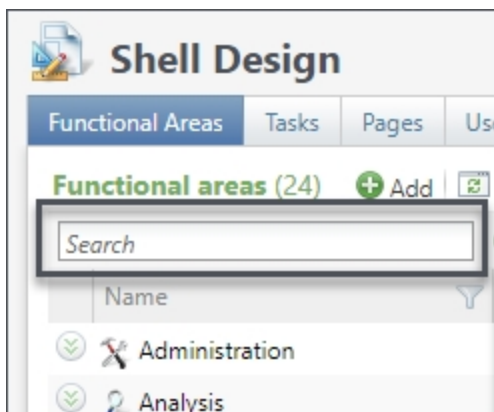 Shell Design
Functional Areas Tasks Pages
Functional areas (24) Add
Search
Name
Administration
Analysis